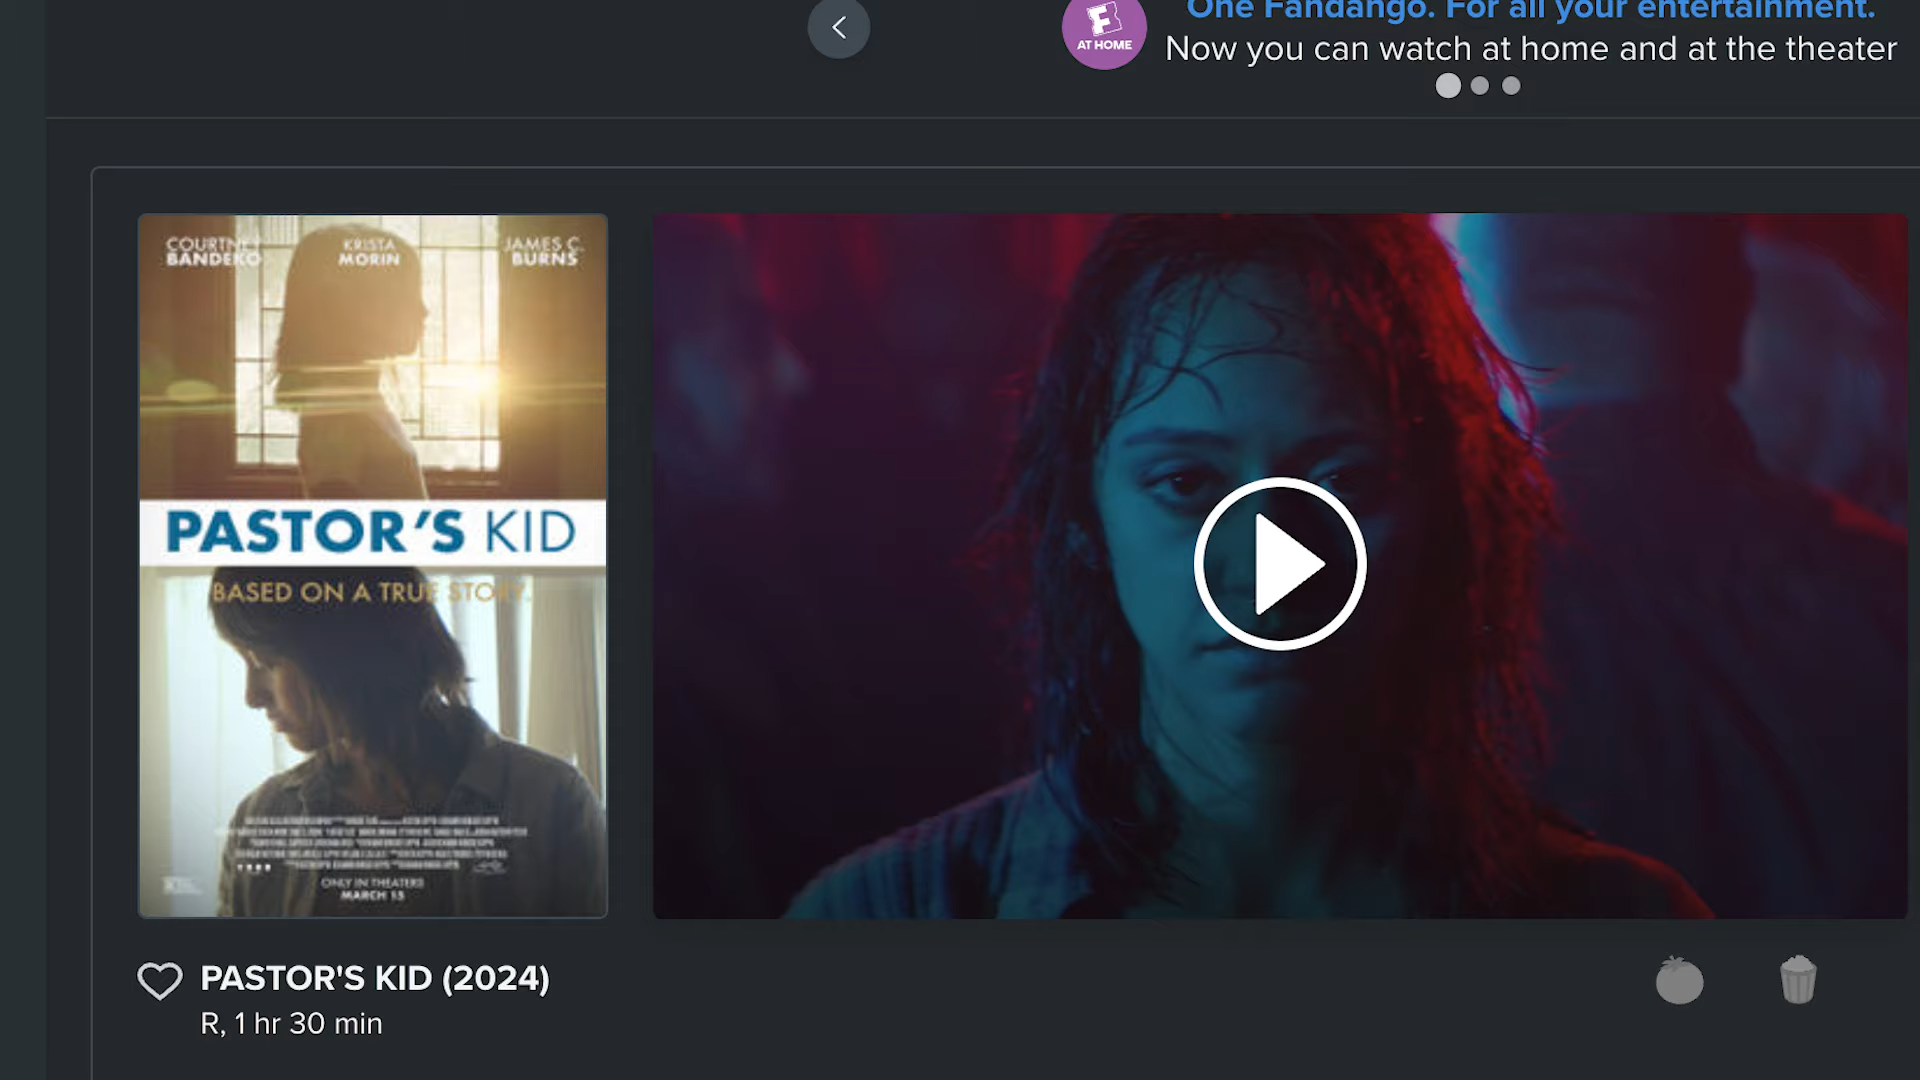 One Fandango. For all your entertainment.
AT HOME
Now you can watch at home and at the theater
COURTNEY BANDEKO
KRISTA MORIN
JAMES C. BURNS
PASTOR'S KID
BASED ON A TRUE STORY.
ONLY IN THEATERS
MARCH 15
PASTOR'S KID (2024)
R, 1 hr 30 min